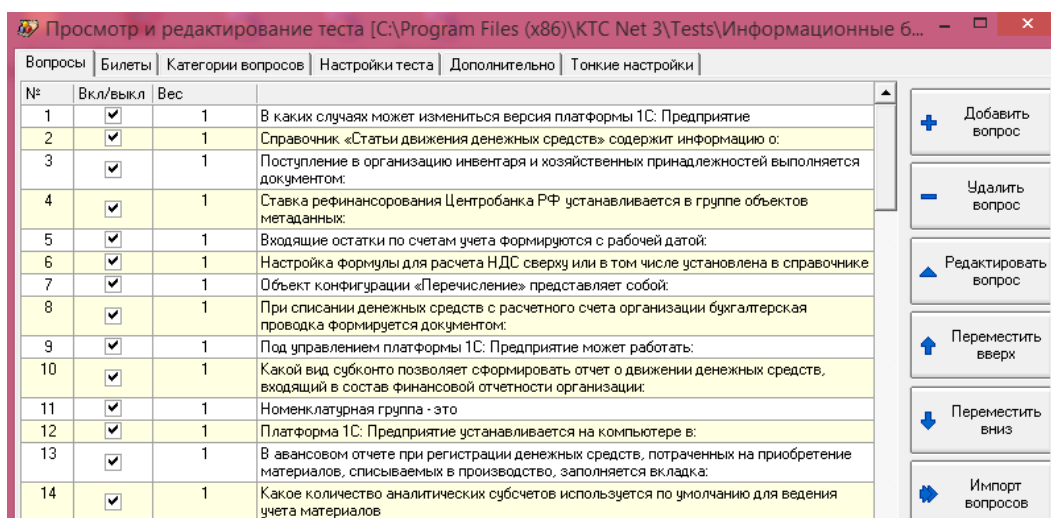 Просмотр и редактирование теста [C:\Program Files (x86)\KTC Net 3\Tests\Информационные б...
Вопросы Билеты Категории вопросов Настройки теста Дополнительно Тонкие настройки
№ Вкл/выкл Вес
1 1 В каких случаях может измениться версия платформы 1С: Предприятие
2 1 Справочник «Статьи движения денежных средств» содержит информацию о:
3 1 Поступление в организацию инвентаря и хозяйственных принадлежностей выполняется
документом:
4 1 Ставка рефинансорования Центробанка РФ устанавливается в группе объектов
метаданных:
5 1 Входящие остатки по счетам учета формируются с рабочей датой:
6 1 Настройка формулы для расчета НДС сверху или в том числе установлена в справочнике
7 1 Объект конфигурации «Перечисление» представляет собой:
8 1 При списании денежных средств с расчетного счета организации бухгалтерская
проводка формируется документом:
9 1 Под управлением платформы 1С: Предприятие может работать:
10 1 Какой вид субконто позволяет сформировать отчет о движении денежных средств,
входящий в состав финансовой отчетности организации:
11 1 Номенклатурная группа - это
12 1 Платформа 1С: Предприятие устанавливается на компьютере в:
13 1 В авансовом отчете при регистрации денежных средств, потраченных на приобретение
материалов, списываемых в производство, заполняется вкладка:
14 1 Какое количество аналитических субсчетов используется по умолчанию для ведения
учета материалов
Добавить
вопрос
Удалить
вопрос
Редактировать
вопрос
Переместить
вверх
Переместить
вниз
Импорт
вопросов